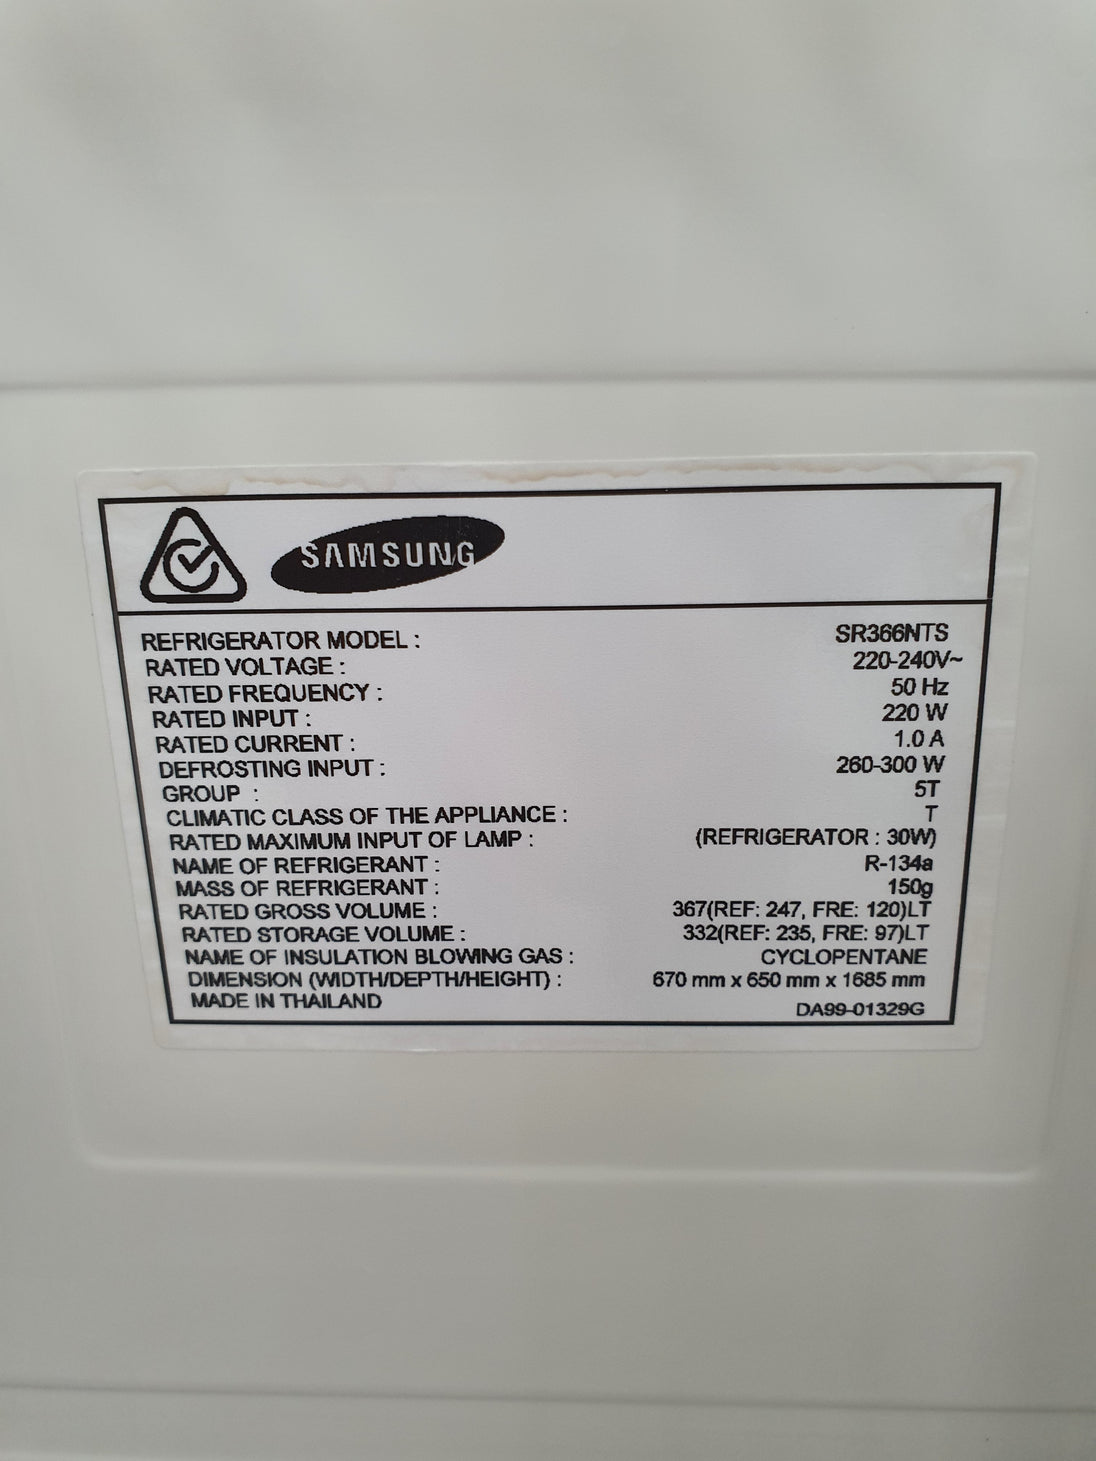 SAMSUNG
REFRIGERATOR MODEL : SR366NTS
RATED VOLTAGE : 220-240V~
RATED FREQUENCY : 50 Hz
RATED INPUT : 220 W
RATED CURRENT : 1.0 A
DEFROSTING INPUT : 260-300 W
GROUP : 5T
CLIMATIC CLASS OF THE APPLIANCE : T
RATED MAXIMUM INPUT OF LAMP : (REFRIGERATOR : 30W)
NAME OF REFRIGERANT : R-134a
MASS OF REFRIGERANT : 150g
RATED GROSS VOLUME : 367(REF: 247, FRE: 120)LT
RATED STORAGE VOLUME : 332(REF: 235, FRE: 97)LT
NAME OF INSULATION BLOWING GAS : CYCLOPENTANE
DIMENSION (WIDTH/DEPTH/HEIGHT) : 670 mm x 650 mm x 1685 mm
MADE IN THAILAND DA99-01329G